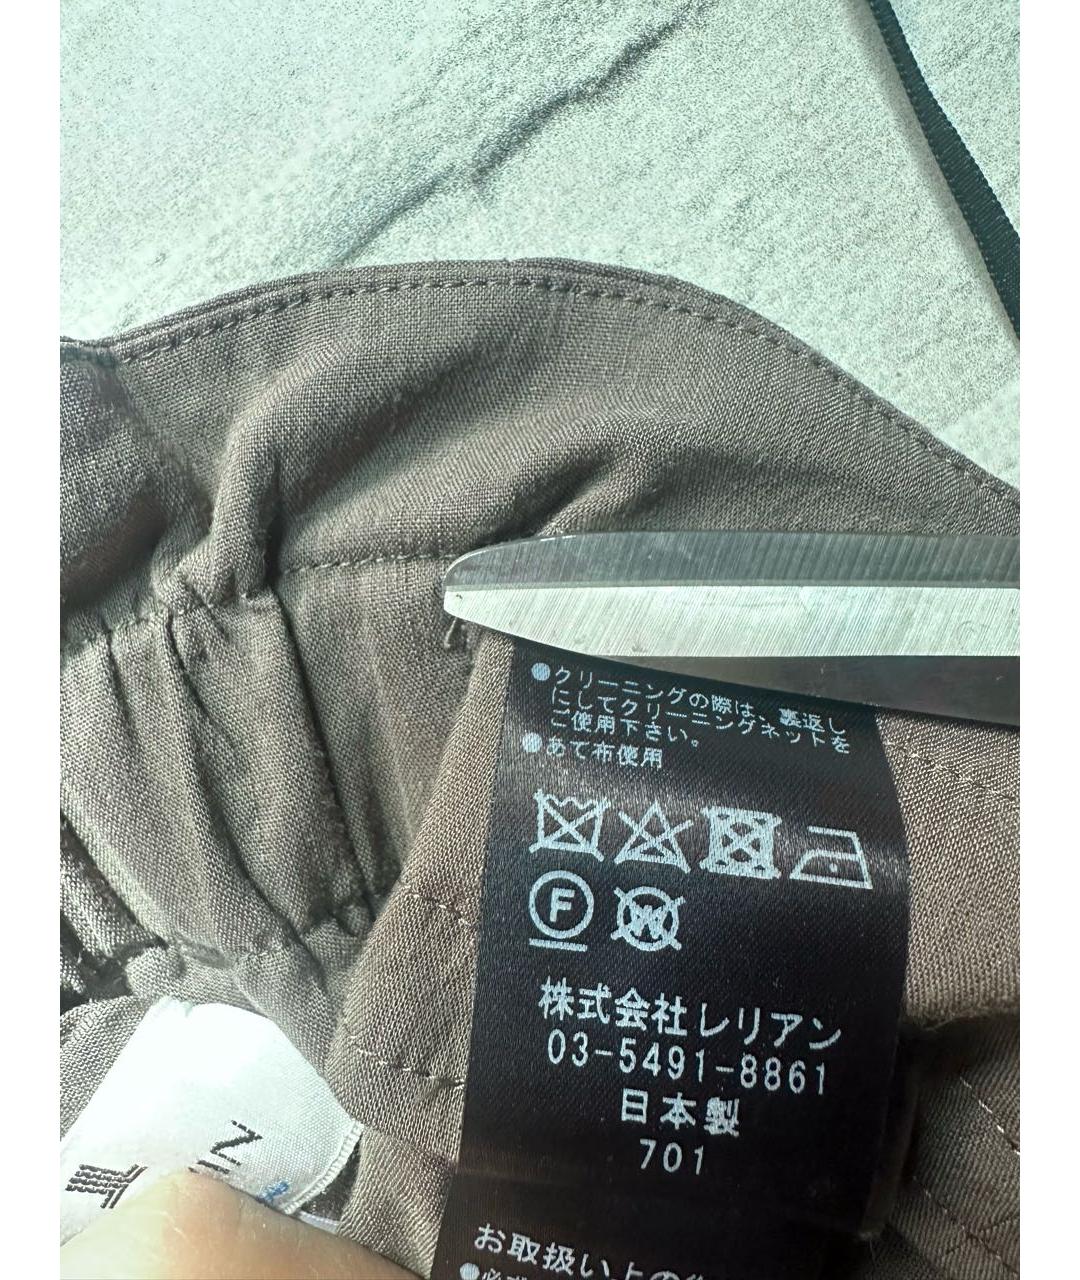 ●クリーニングの際は、裏返し
にしてクリーニングネットを
ご使用下さい。
●あて布使用
F
W
株式会社レリアン
03-5491-8861
日本製
701
お取扱い上の